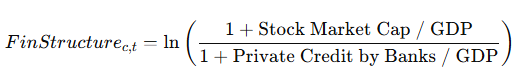 FinStructure_{c,t} = ln ( (1 + Stock Market Cap / GDP) / (1 + Private Credit by Banks / GDP) )